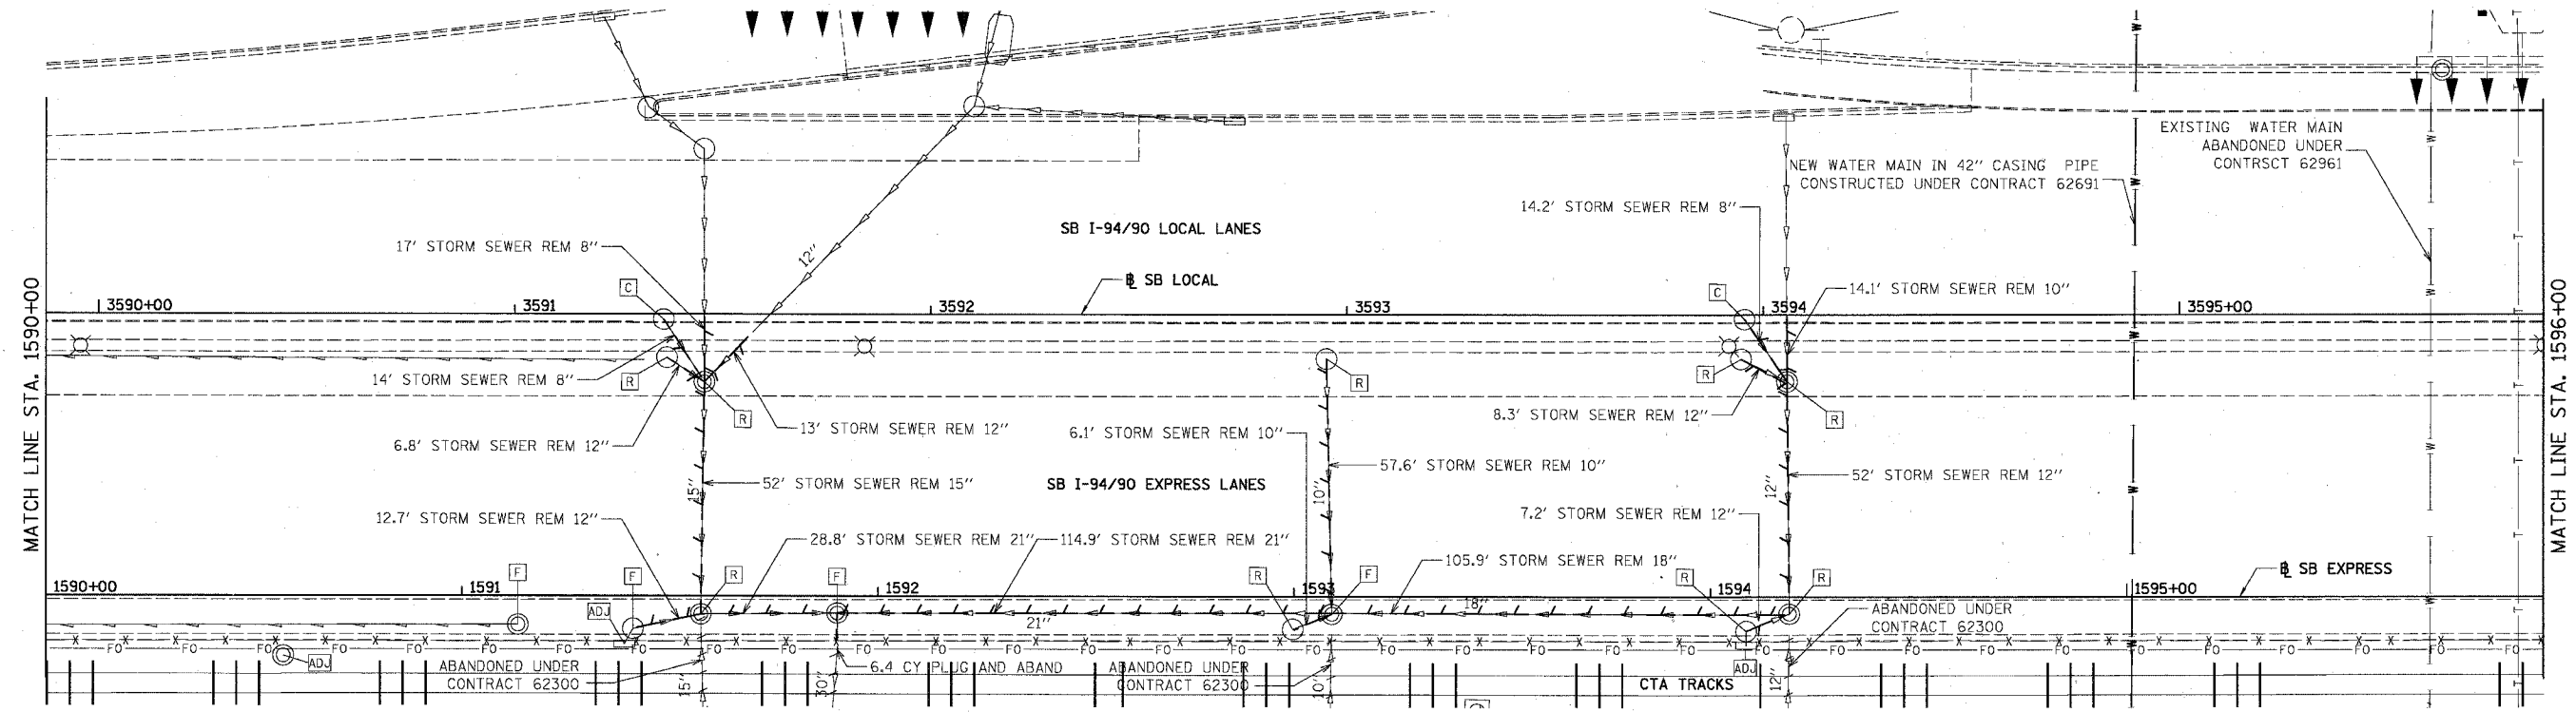 EXISTING WATER MAIN
ABANDONED UNDER
CONTRSCT 62961
NEW WATER MAIN IN 42" CASING PIPE
CONSTRUCTED UNDER CONTRACT 62691
14.2' STORM SEWER REM 8"
SB I-94/90 LOCAL LANES
17' STORM SEWER REM 8"
12"
℄ SB LOCAL
C
C
14.1' STORM SEWER REM 10"
MATCH LINE STA. 1590+00
3590+00
3591
3592
3593
3594
3595+00
MATCH LINE STA. 1596+00
14' STORM SEWER REM 8"
R
R
R
R
R
6.8' STORM SEWER REM 12"
13' STORM SEWER REM 12"
6.1' STORM SEWER REM 10"
8.3' STORM SEWER REM 12"
57.6' STORM SEWER REM 10"
52' STORM SEWER REM 15"
15"
SB I-94/90 EXPRESS LANES
10"
12"
52' STORM SEWER REM 12"
12.7' STORM SEWER REM 12"
7.2' STORM SEWER REM 12"
28.8' STORM SEWER REM 21"
114.9' STORM SEWER REM 21"
105.9' STORM SEWER REM 18"
℄ SB EXPRESS
F
F
R
F
R
F
R
R
1590+00
1591
1592
1593
1594
1595+00
ADJ
21"
18"
ABANDONED UNDER
CONTRACT 62300
ADJ
ADJ
ABANDONED UNDER
CONTRACT 62300
15"
30"
6.4 CY PLUG AND ABAND
ABANDONED UNDER
CONTRACT 62300
10"
CTA TRACKS
12"
W
W
W
W
T
T
FO
FO
FO
FO
X
X
X
X